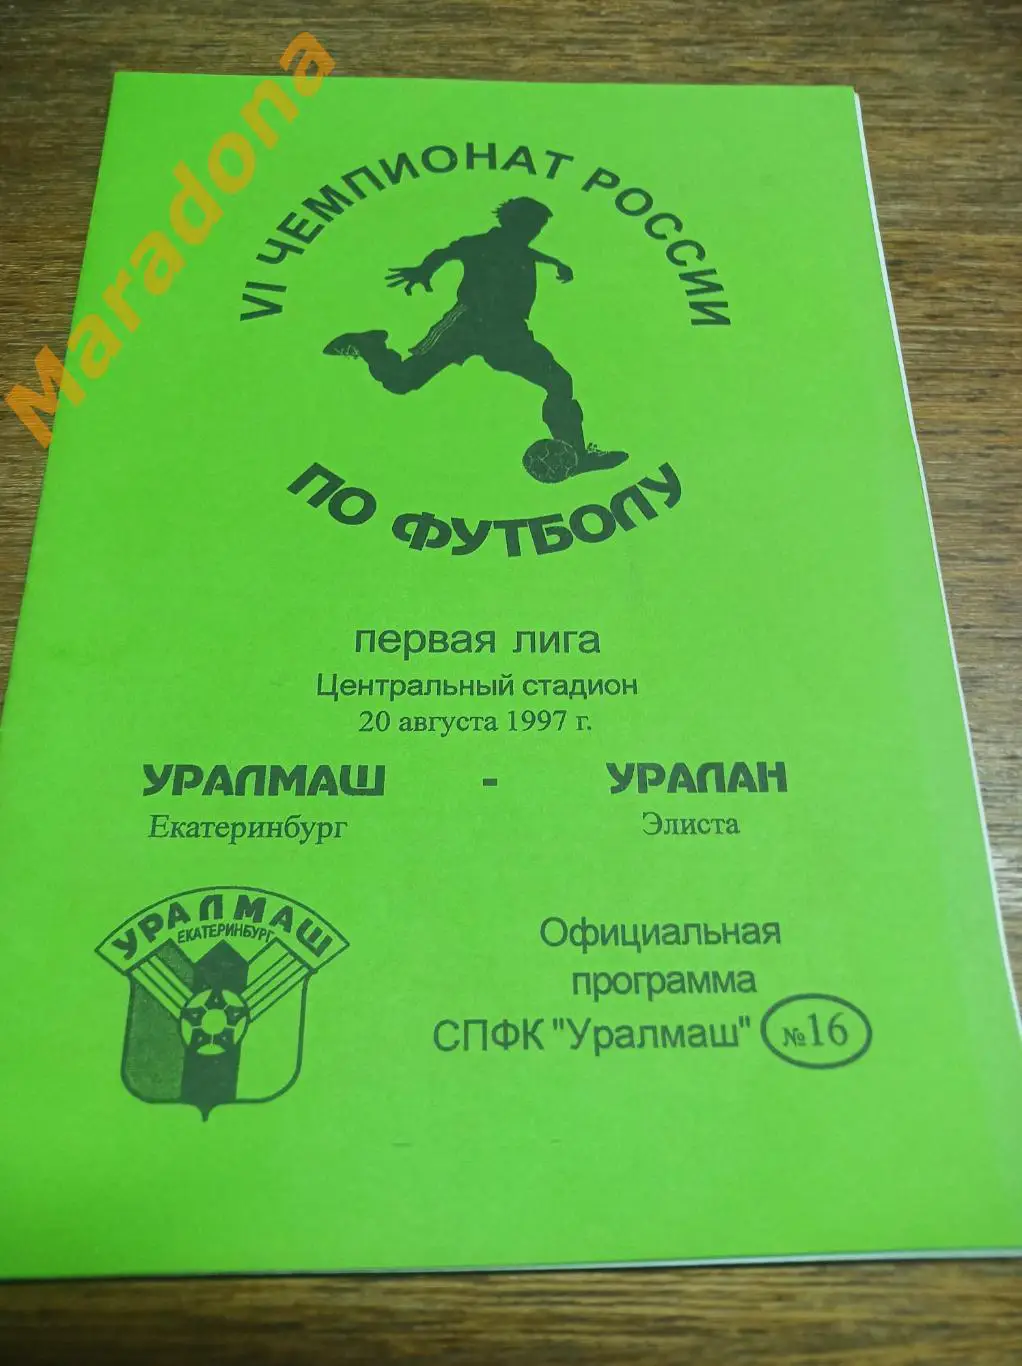 Maradona
VI ЧЕМПИОНАТ РОССИИ
ПО ФУТБОЛУ
первая лига
Центральный стадион
20 августа 1997 г.
УРАЛМАШ - УРАЛАН
Екатеринбург Элиста
УРАЛМАШ
ЕКАТЕРИНБУРГ
Официальная
программа
СПФК "Уралмаш" №16